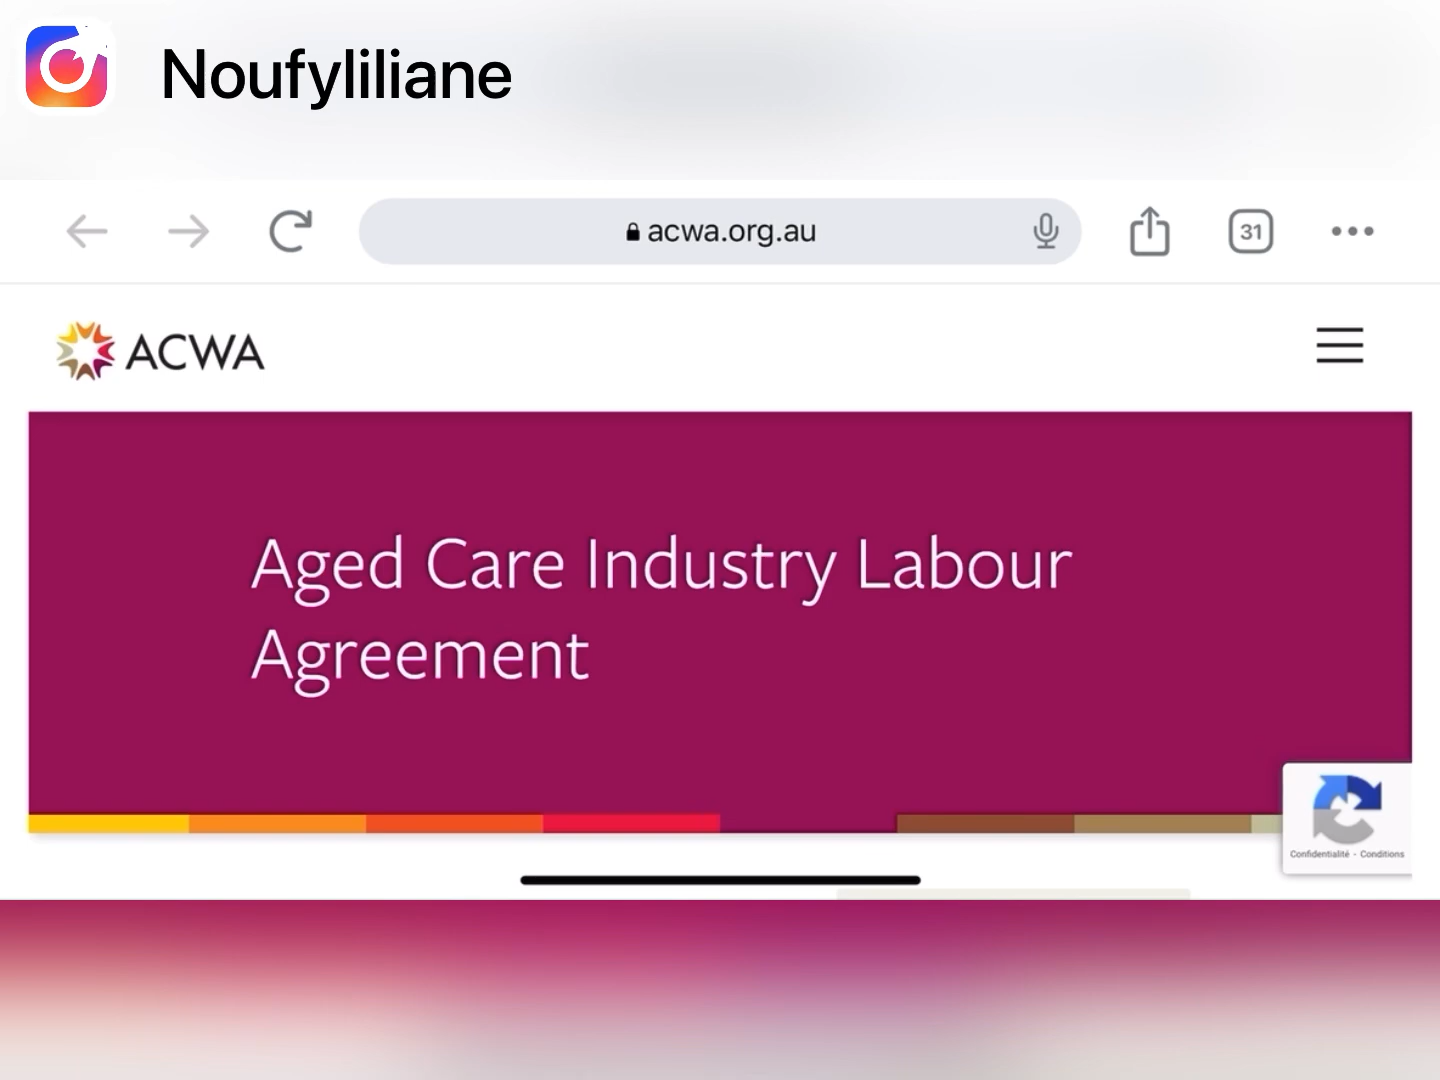 Noufyliliane
acwa.org.au
31
ACWA
Aged Care Industry Labour
Agreement
Confidentialité - Conditions